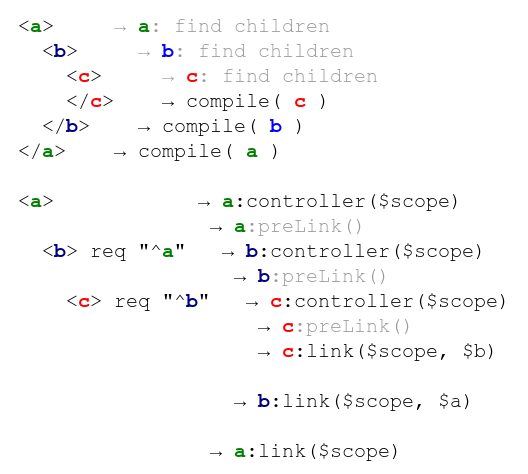 <a>     → a: find children
  <b>     → b: find children
    <c>     → c: find children
    </c>    → compile( c )
  </b>    → compile( b )
</a>    → compile( a )

<a>            → a:controller($scope)
                → a:preLink()
  <b> req "^a"   → b:controller($scope)
                  → b:preLink()
    <c> req "^b"   → c:controller($scope)
                    → c:preLink()
                    → c:link($scope, $b)

                  → b:link($scope, $a)

                → a:link($scope)